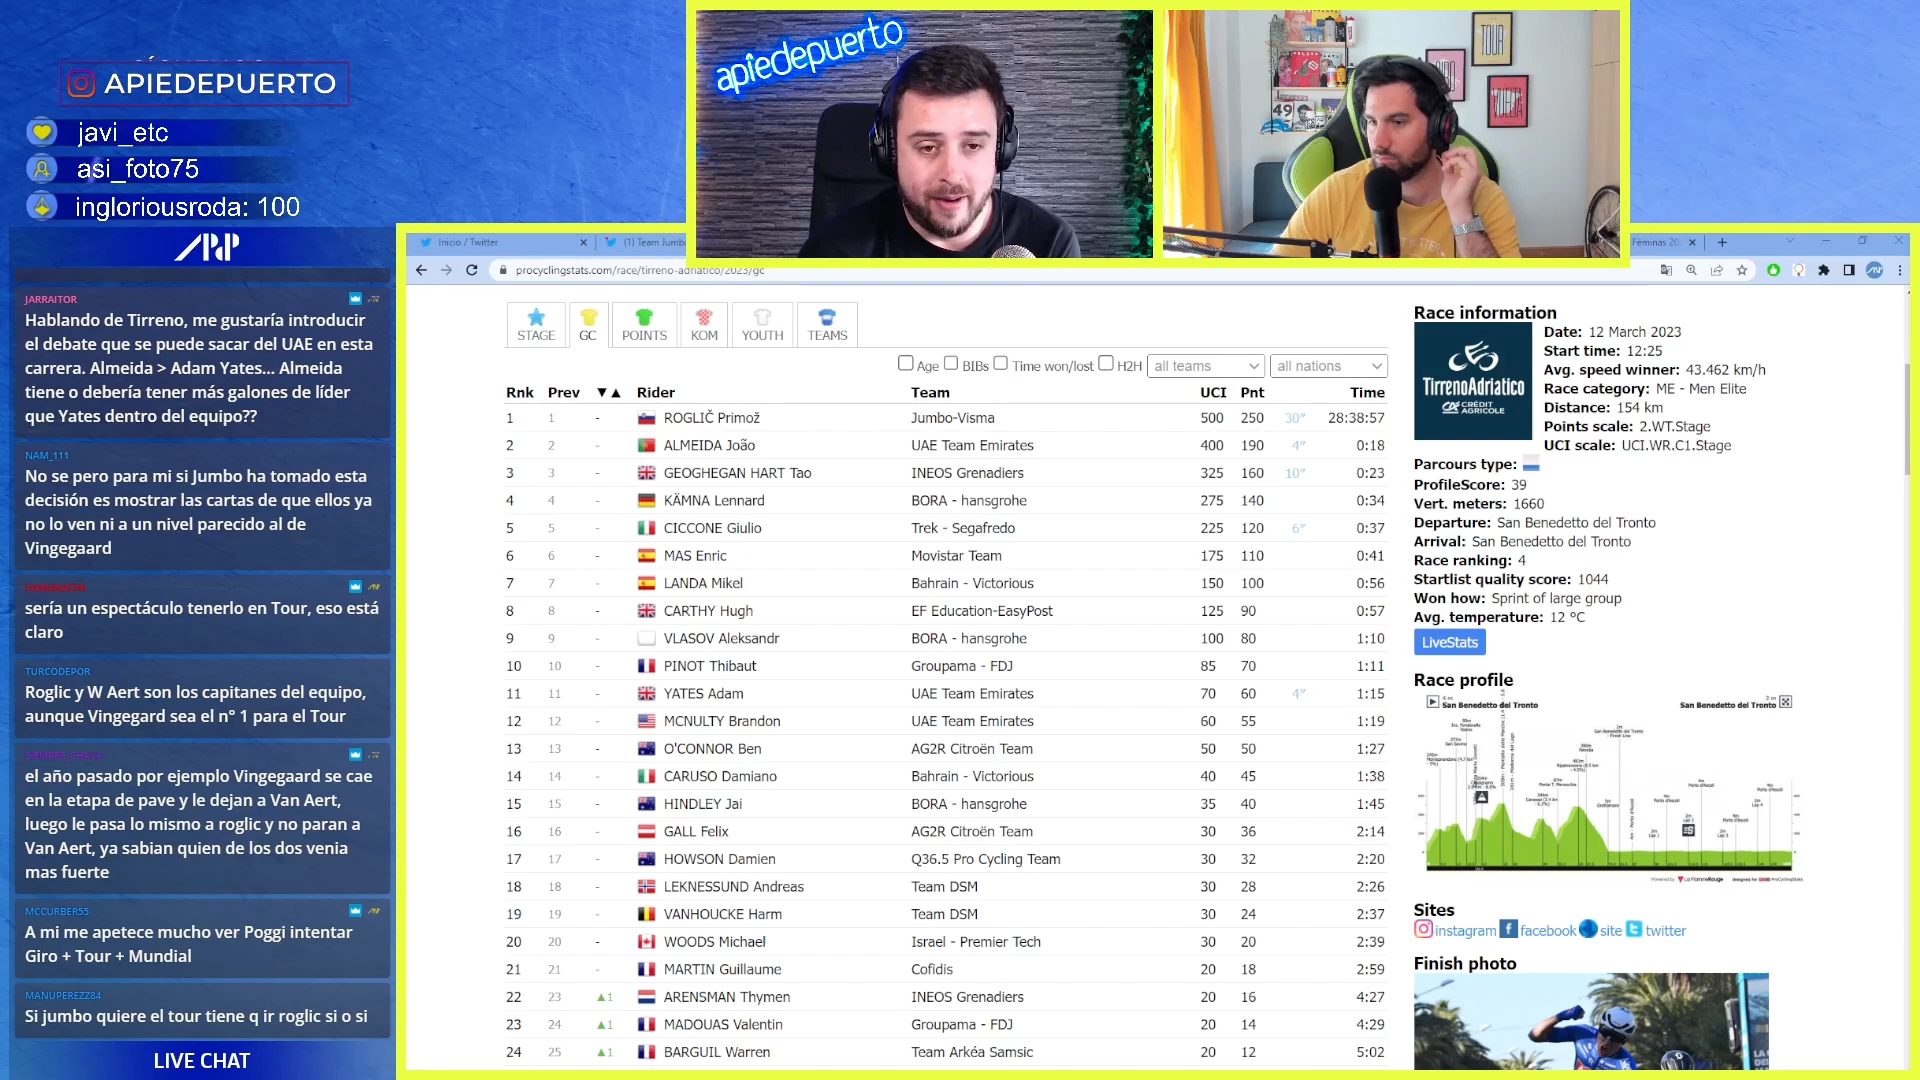 APIEDEPUERTO
javi_etc
asi_foto75
ingloriousroda: 100
JARRAITOR
Hablando de Tirreno, me gustaría introducir
el debate que se puede sacar del UAE en esta
carrera. Almeida > Adam Yates... Almeida
tiene o debería tener más galones de líder
que Yates dentro del equipo??
NAM_111
No se pero para mi si Jumbo ha tomado esta
decisión es mostrar las cartas de que ellos ya
no lo ven ni a un nivel parecido al de
Vingegaard
sería un espectáculo tenerlo en Tour, eso está
claro
TURCODEPOR
Roglic y W Aert son los capitanes del equipo,
aunque Vingegard sea el n° 1 para el Tour
el año pasado por ejemplo Vingegaard se cae
en la etapa de pave y le dejan a Van Aert,
luego le pasa lo mismo a roglic y no paran a
Van Aert, ya sabian quien de los dos venia
mas fuerte
MCCURBER55
A mi me apetece mucho ver Poggi intentar
Giro + Tour + Mundial
MANUPEREZZ84
Si jumbo quiere el tour tiene q ir roglic si o si
LIVE CHAT
apiedepuerto
TOUR
GIRO
VUELTA
49
Inicio / Twitter
(1) Team Jumbo
Féminas 20
procyclingstats.com/race/tirreno-adriatico/2023/gc
STAGE GC POINTS KOM YOUTH TEAMS
Age BIBs Time won/lost H2H all teams all nations
Rnk Prev ▼▲ Rider Team UCI Pnt Time
1 1 - ROGLIČ Primož Jumbo-Visma 500 250 30″ 28:38:57
2 2 - ALMEIDA João UAE Team Emirates 400 190 4″ 0:18
3 3 - GEOGHEGAN HART Tao INEOS Grenadiers 325 160 10″ 0:23
4 4 - KÄMNA Lennard BORA - hansgrohe 275 140 0:34
5 5 - CICCONE Giulio Trek - Segafredo 225 120 6″ 0:37
6 6 - MAS Enric Movistar Team 175 110 0:41
7 7 - LANDA Mikel Bahrain - Victorious 150 100 0:56
8 8 - CARTHY Hugh EF Education-EasyPost 125 90 0:57
9 9 - VLASOV Aleksandr BORA - hansgrohe 100 80 1:10
10 10 - PINOT Thibaut Groupama - FDJ 85 70 1:11
11 11 - YATES Adam UAE Team Emirates 70 60 4″ 1:15
12 12 - MCNULTY Brandon UAE Team Emirates 60 55 1:19
13 13 - O'CONNOR Ben AG2R Citroën Team 50 50 1:27
14 14 - CARUSO Damiano Bahrain - Victorious 40 45 1:38
15 15 - HINDLEY Jai BORA - hansgrohe 35 40 1:45
16 16 - GALL Felix AG2R Citroën Team 30 36 2:14
17 17 - HOWSON Damien Q36.5 Pro Cycling Team 30 32 2:20
18 18 - LEKNESSUND Andreas Team DSM 30 28 2:26
19 19 - VANHOUCKE Harm Team DSM 30 24 2:37
20 20 - WOODS Michael Israel - Premier Tech 30 20 2:39
21 21 - MARTIN Guillaume Cofidis 20 18 2:59
22 23 ▲1 ARENSMAN Thymen INEOS Grenadiers 20 16 4:27
23 24 ▲1 MADOUAS Valentin Groupama - FDJ 20 14 4:29
24 25 ▲1 BARGUIL Warren Team Arkéa Samsic 20 12 5:02
Race information
TirrenoAdriatico
CRÉDIT
AGRICOLE
Date: 12 March 2023
Start time: 12:25
Avg. speed winner: 43.462 km/h
Race category: ME - Men Elite
Distance: 154 km
Points scale: 2.WT.Stage
UCI scale: UCI.WR.C1.Stage
Parcours type:
ProfileScore: 39
Vert. meters: 1660
Departure: San Benedetto del Tronto
Arrival: San Benedetto del Tronto
Race ranking: 4
Startlist quality score: 1044
Won how: Sprint of large group
Avg. temperature: 12 °C
LiveStats
Race profile
San Benedetto del Tronto
San Benedetto del Tronto
Sites
instagram facebook site twitter
Finish photo